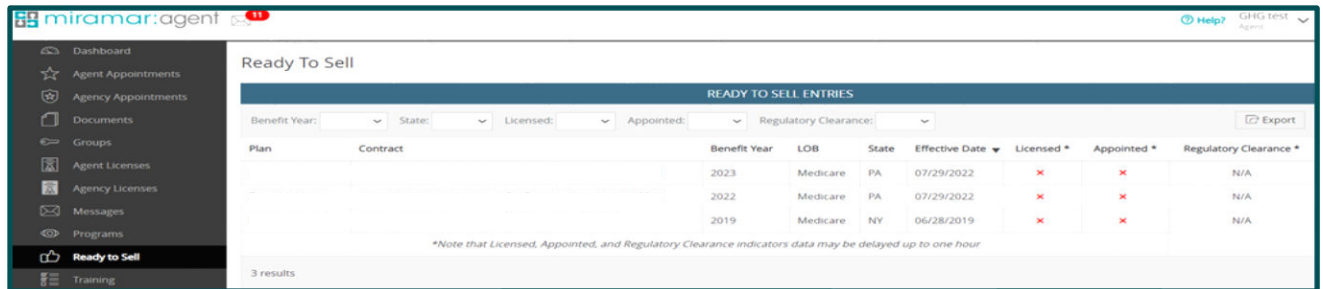 miramar:agent 11
Help? GHG test
Agent
Dashboard
Agent Appointments
Agency Appointments
Documents
Groups
Agent Licenses
Agency Licenses
Messages
Programs
Ready to Sell
Training
Ready To Sell
READY TO SELL ENTRIES
Benefit Year: State: Licensed: Appointed: Regulatory Clearance: Export
Plan Contract Benefit Year LOB State Effective Date Licensed * Appointed * Regulatory Clearance *
2023 Medicare PA 07/29/2022 × × N/A
2022 Medicare PA 07/29/2022 × × N/A
2019 Medicare NY 06/28/2019 × × N/A
*Note that Licensed, Appointed, and Regulatory Clearance indicators data may be delayed up to one hour
3 results